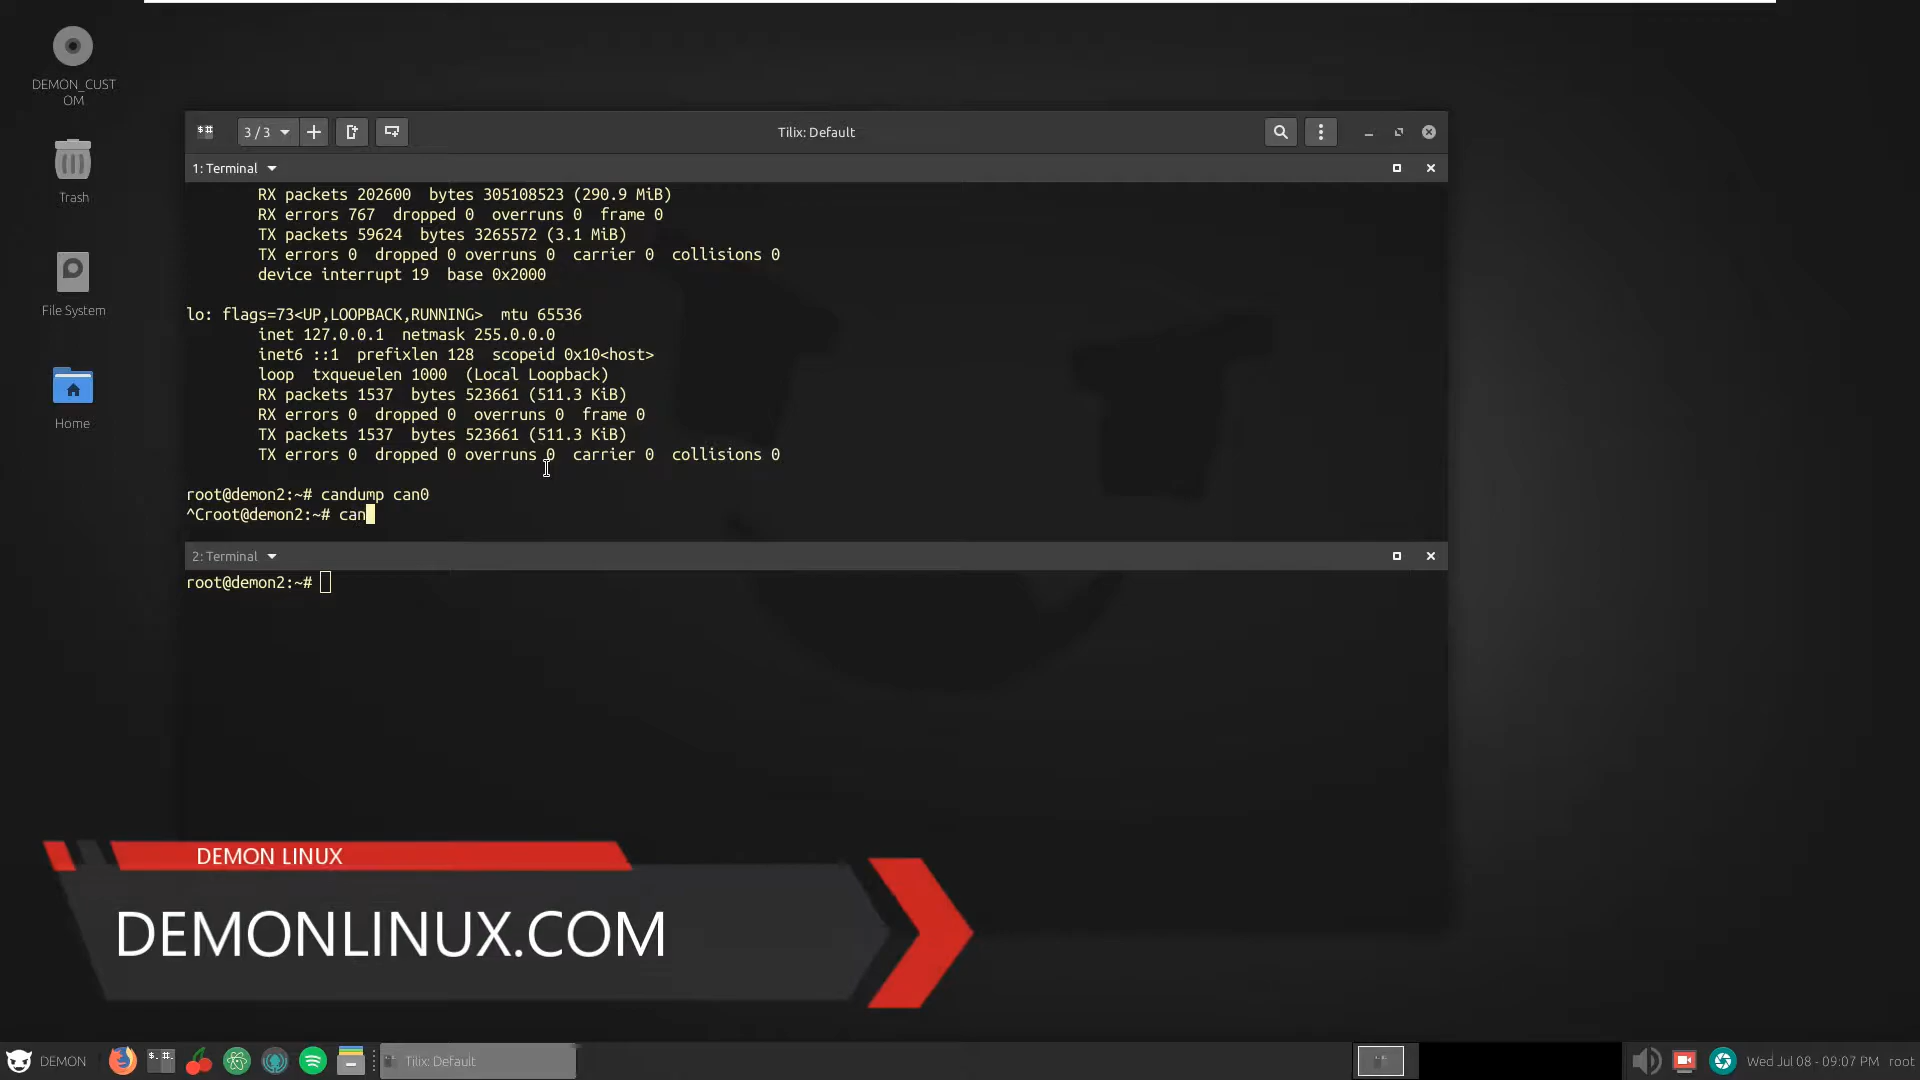 DEMON_CUST
OM
Trash
File System
Home
3 / 3
Tilix: Default
1: Terminal
RX packets 202600  bytes 305108523 (290.9 MiB)
RX errors 767  dropped 0  overruns 0  frame 0
TX packets 59624  bytes 3265572 (3.1 MiB)
TX errors 0  dropped 0 overruns 0  carrier 0  collisions 0
device interrupt 19  base 0x2000
lo: flags=73<UP,LOOPBACK,RUNNING>  mtu 65536
inet 127.0.0.1  netmask 255.0.0.0
inet6 ::1  prefixlen 128  scopeid 0x10<host>
loop  txqueuelen 1000  (Local Loopback)
RX packets 1537  bytes 523661 (511.3 KiB)
RX errors 0  dropped 0  overruns 0  frame 0
TX packets 1537  bytes 523661 (511.3 KiB)
TX errors 0  dropped 0 overruns 0  carrier 0  collisions 0
root@demon2:~# candump can0
^Croot@demon2:~# can
2: Terminal
root@demon2:~#
DEMON LINUX
DEMONLINUX.COM
DEMON
Tilix: Default
Wed Jul 08 - 09:07 PM
root